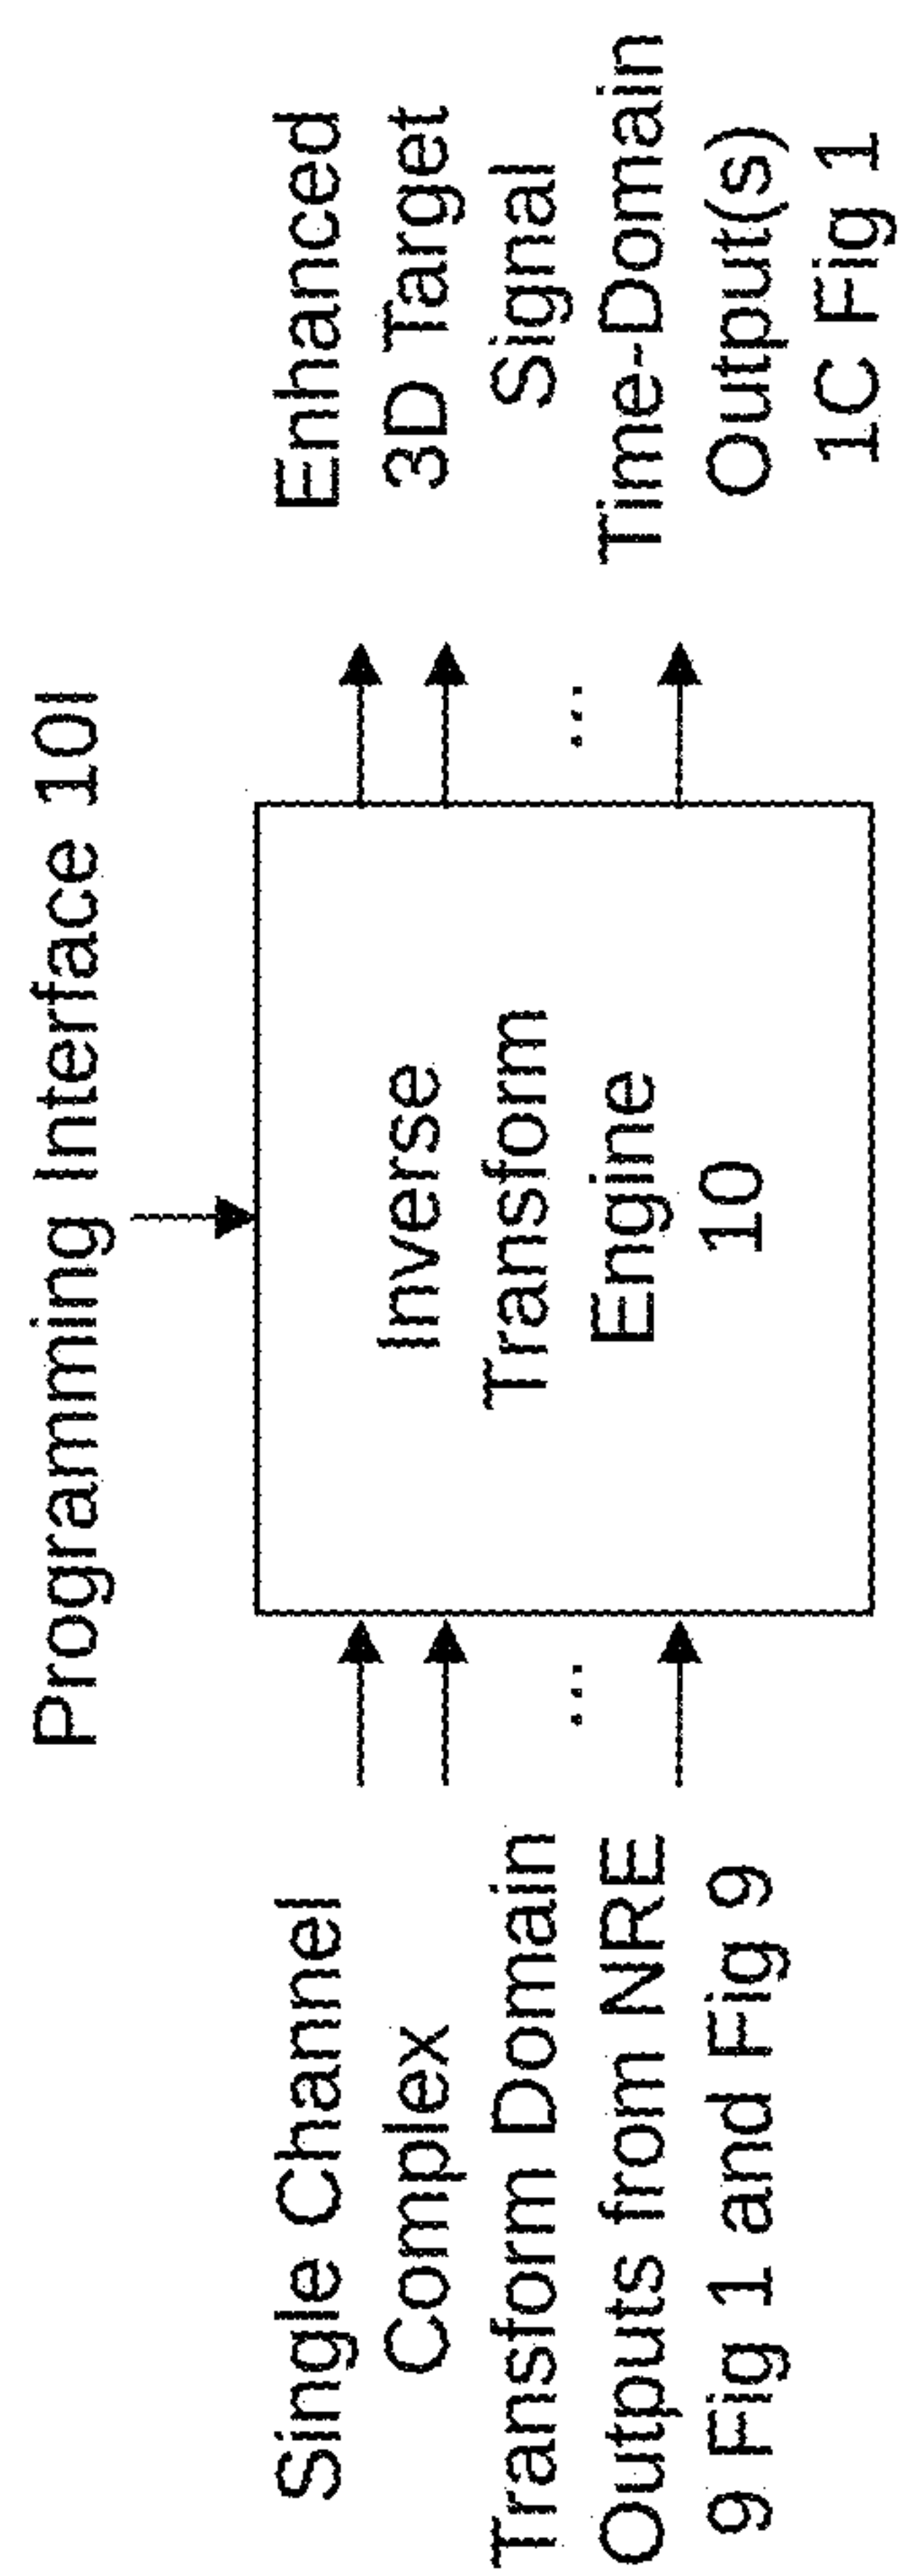 Programming Interface 10I
Single Channel
Complex
Transform Domain
Outputs from NRE
9 Fig 1 and Fig 9
...
Inverse
Transform
Engine
10
...
Enhanced
3D Target
Signal
Time-Domain
Output(s)
1C Fig 1